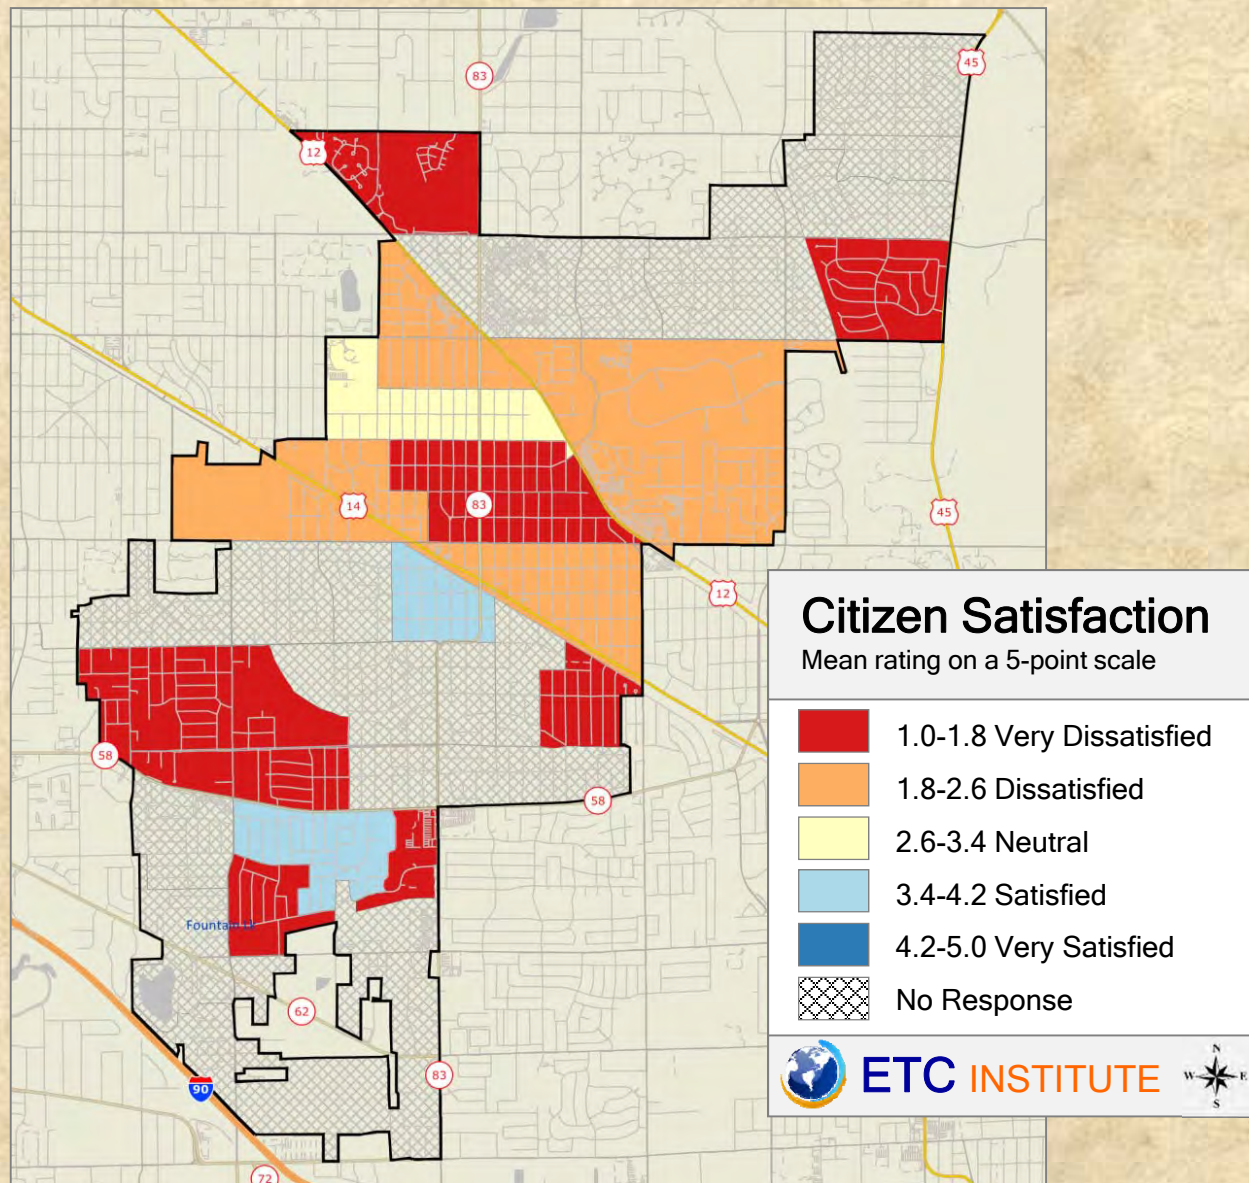 83
45
12
14
83
45
12
58
58
Fountain Lk
62
83
90
72
Citizen Satisfaction
Mean rating on a 5-point scale
1.0-1.8 Very Dissatisfied
1.8-2.6 Dissatisfied
2.6-3.4 Neutral
3.4-4.2 Satisfied
4.2-5.0 Very Satisfied
No Response
ETC INSTITUTE
N
W E
S